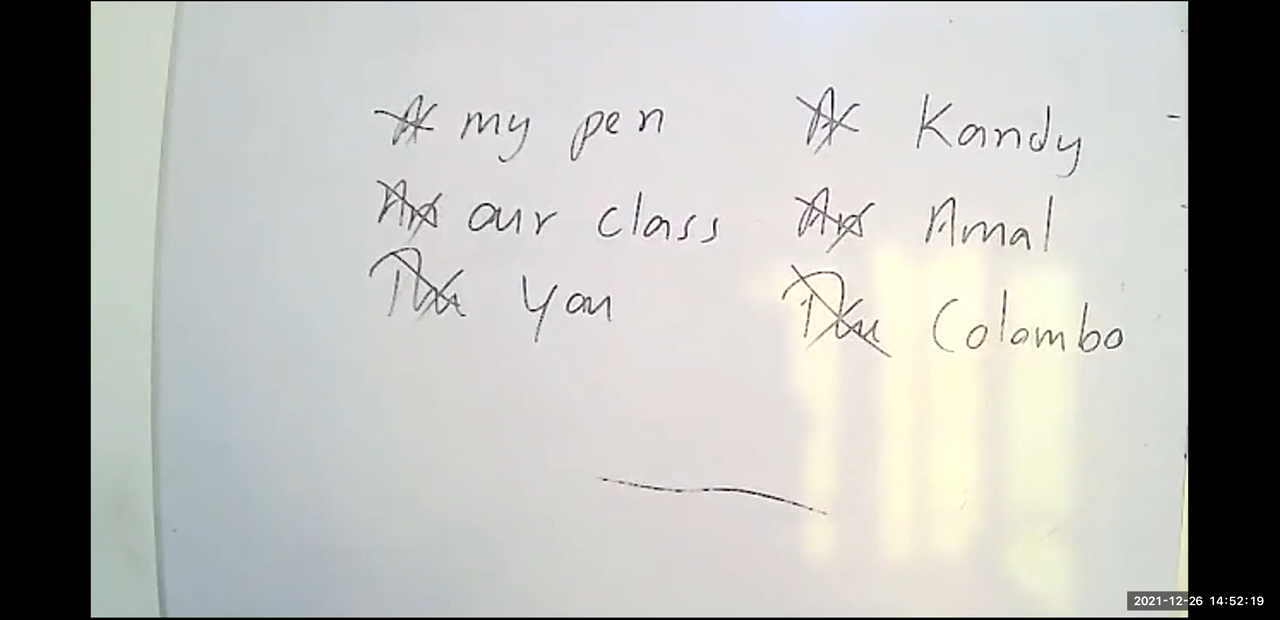 A my pen
An our class
The you
A Kandy
An Amal
The Colombo
2021-12-26 14:52:19